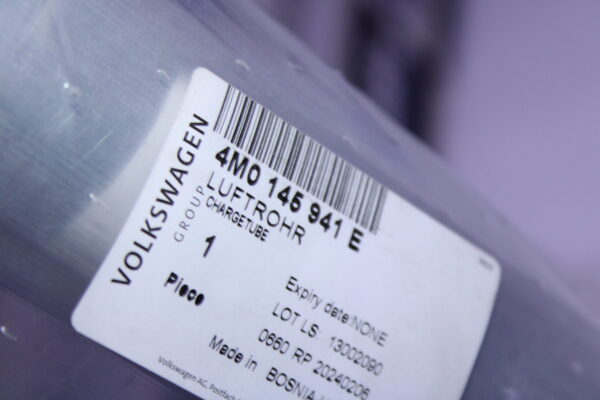 VOLKSWAGEN
GROUP
4M0 145 941 E
LUFTROHR
CHARGETUBE
1
Piece
Expiry date:NONE
LOT LS: 13002090
0660 RP 20240206
Made in BOSNIA
Volkswagen AG, Postfach